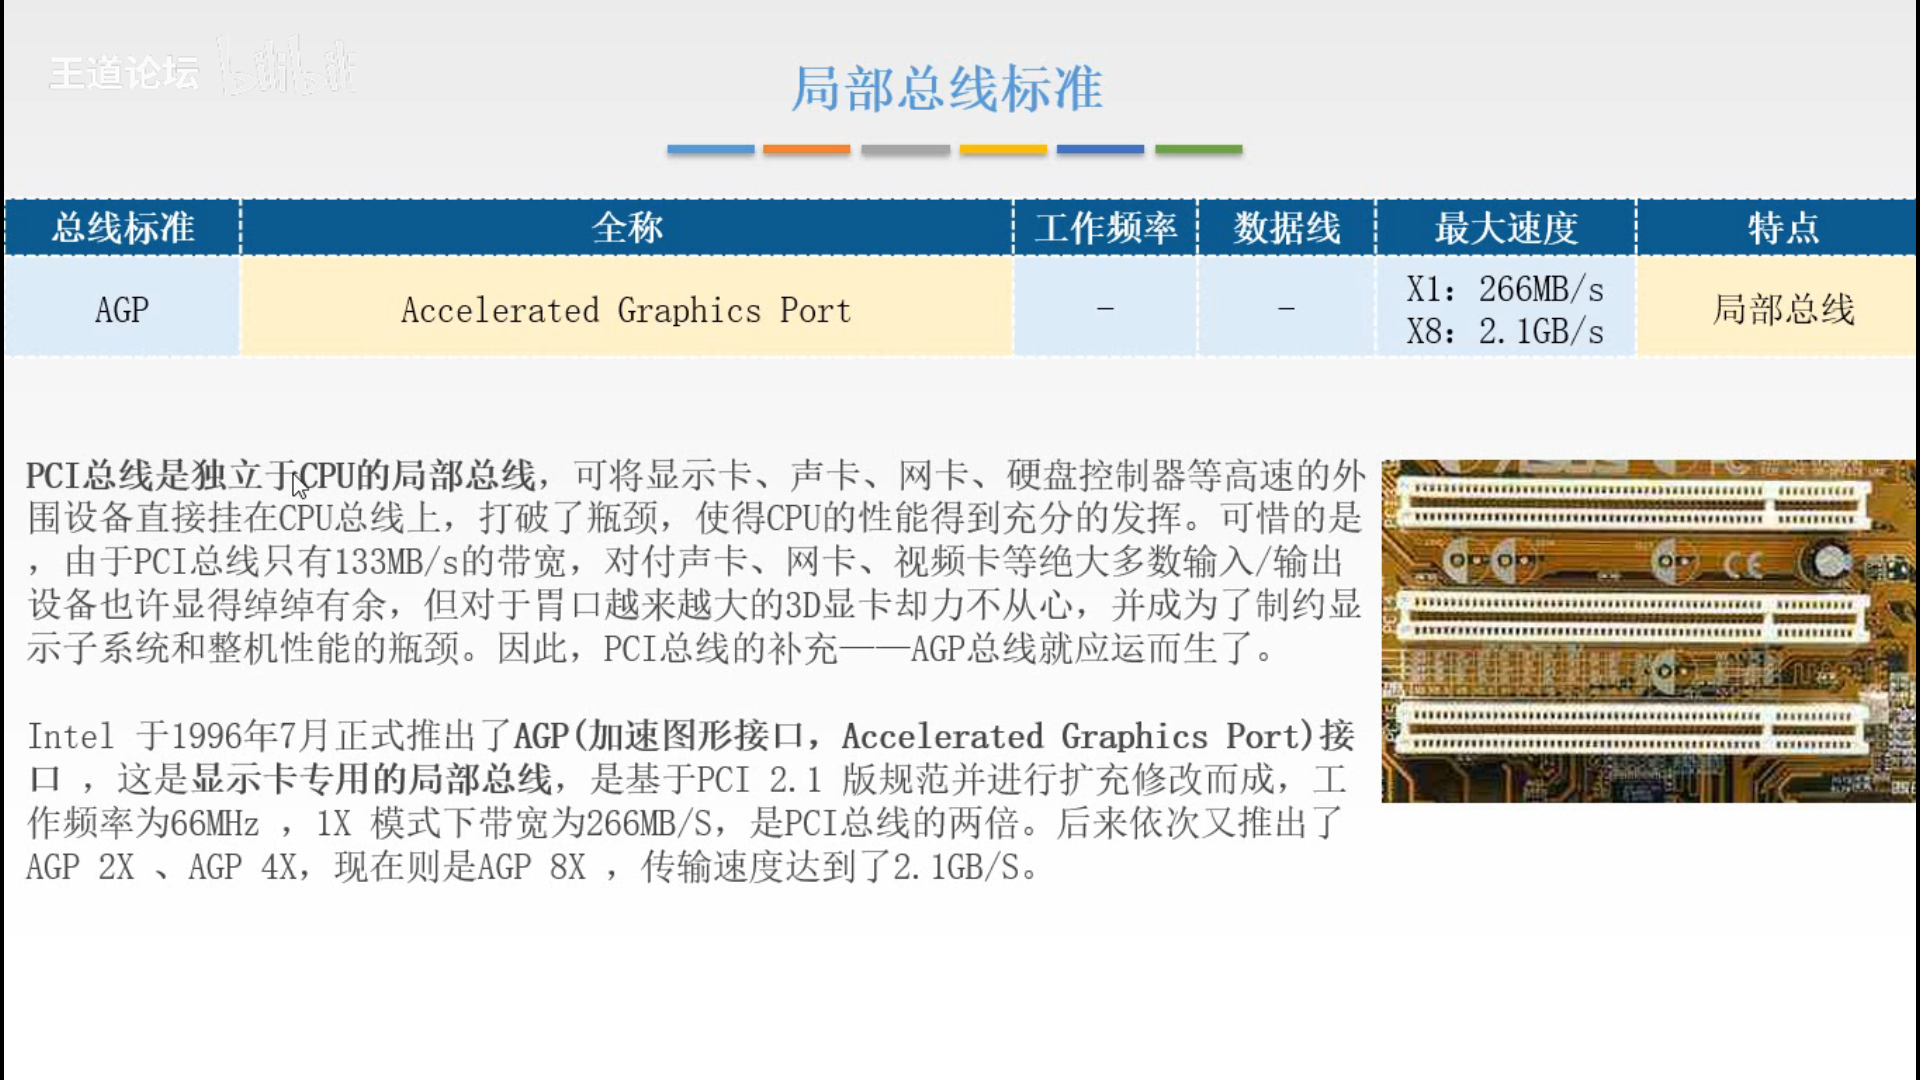 王道论坛 bilibili
局部总线标准
总线标准 全称 工作频率 数据线 最大速度 特点
AGP Accelerated Graphics Port - - X1：266MB/s 局部总线
X8：2.1GB/s
PCI总线是独立于CPU的局部总线，可将显示卡、声卡、网卡、硬盘控制器等高速的外
围设备直接挂在CPU总线上，打破了瓶颈，使得CPU的性能得到充分的发挥。可惜的是
，由于PCI总线只有133MB/s的带宽，对付声卡、网卡、视频卡等绝大多数输入/输出
设备也许显得绰绰有余，但对于胃口越来越大的3D显卡却力不从心，并成为了制约显
示子系统和整机性能的瓶颈。因此，PCI总线的补充——AGP总线就应运而生了。
Intel 于1996年7月正式推出了AGP(加速图形接口，Accelerated Graphics Port)接
口 ，这是显示卡专用的局部总线，是基于PCI 2.1 版规范并进行扩充修改而成，工
作频率为66MHz ，1X 模式下带宽为266MB/S，是PCI总线的两倍。后来依次又推出了
AGP 2X 、AGP 4X，现在则是AGP 8X ，传输速度达到了2.1GB/S。